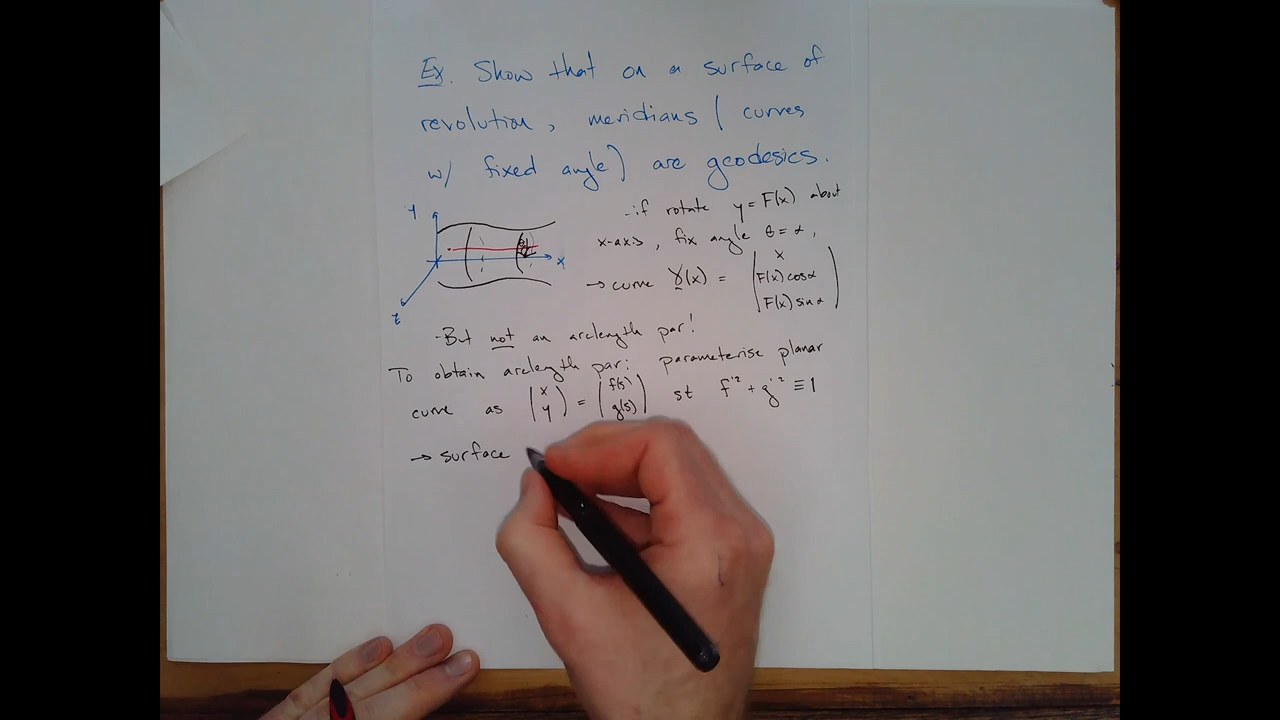 Ex. Show that on a surface of
revolution, meridians (curves
w/ fixed angle) are geodesics.
y
x
z
-if rotate y=F(x) about
x-axis, fix angle θ=α,
→ curve γ(x) = (x
F(x) cosα
F(x) sinα)
-But not an arclength par!
To obtain arclength par: parameterise planar
curve as (x y) = (f(s) g(s)) st f'² + g'² ≡ 1
→ surface